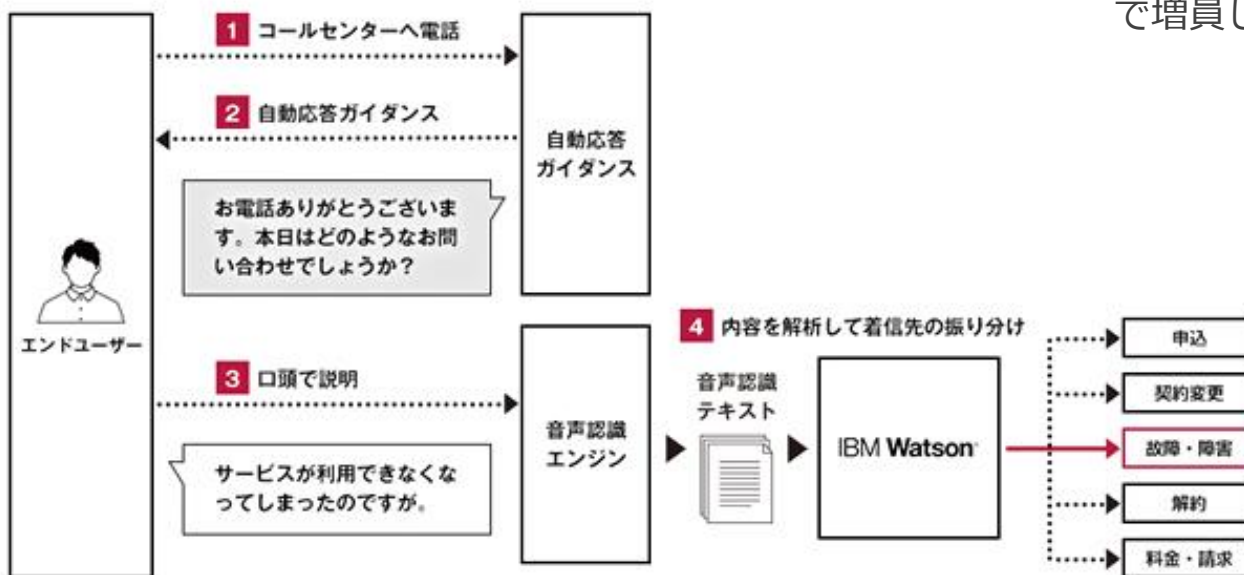 で増員し
1 コールセンターへ電話
2 自動応答ガイダンス
自動応答
ガイダンス
お電話ありがとうございま
す。本日はどのようなお問
い合わせでしょうか？
エンドユーザー
3 口頭で説明
サービスが利用できなくな
ってしまったのですが。
音声認識
エンジン
4 内容を解析して着信先の振り分け
音声認識
テキスト
IBM Watson
申込
契約変更
故障・障害
解約
料金・請求